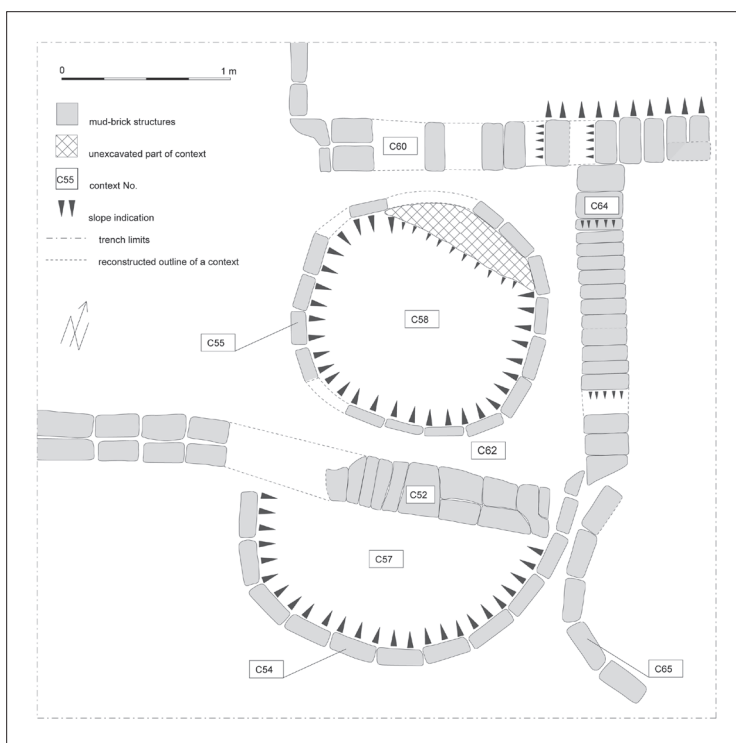 0 1 m
mud-brick structures
unexcavated part of context
C55 context No.
slope indication
trench limits
reconstructed outline of a context
C60
C64
C58
C55
C62
C52
C57
C54
C65